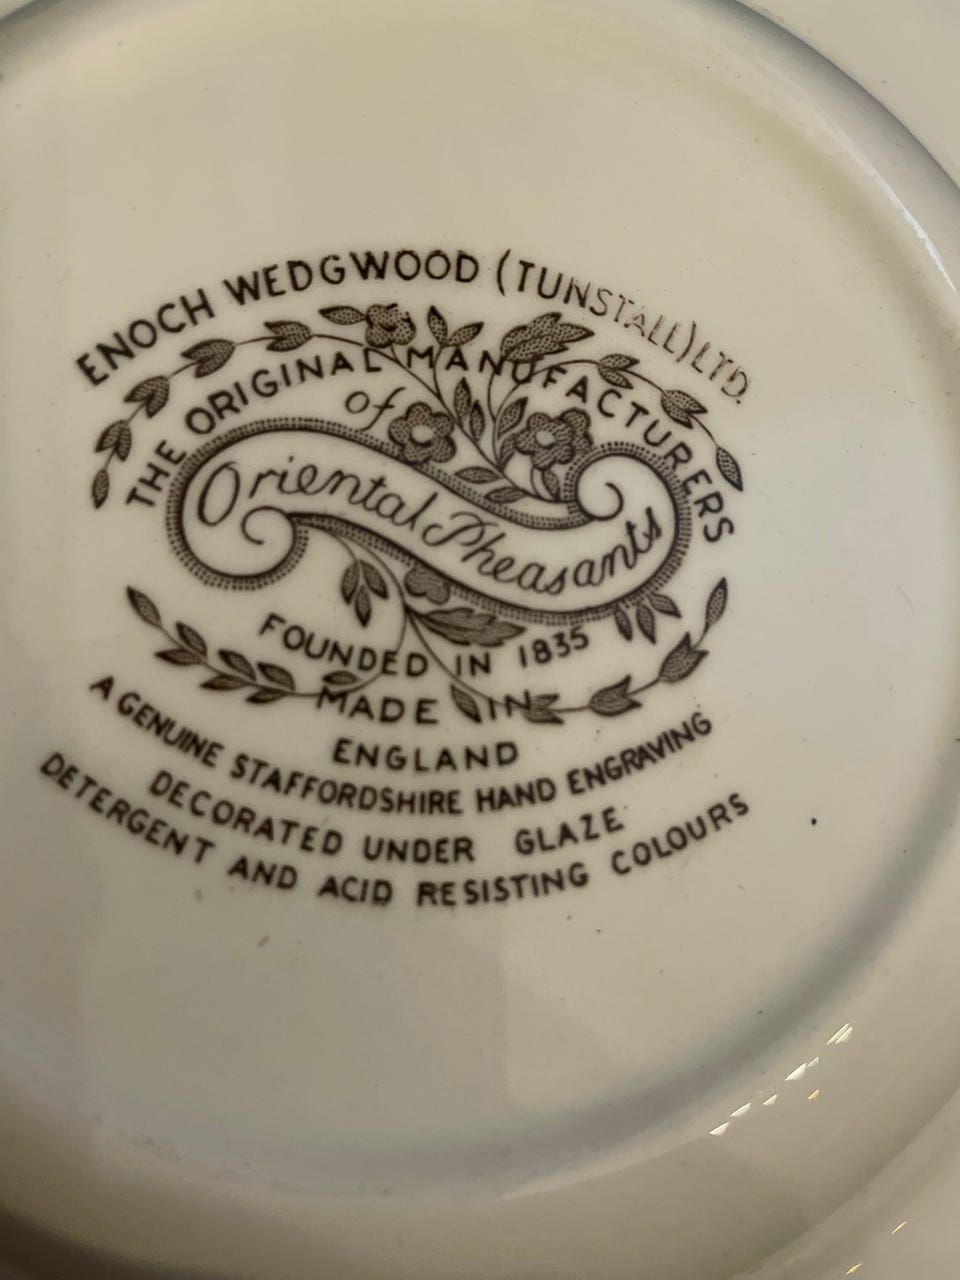 ENOCH WEDGWOOD (TUNSTALL) LTD.
THE ORIGINAL MANUFACTURERS
of
Oriental Pheasants
FOUNDED IN 1835
MADE IN
ENGLAND
A GENUINE STAFFORDSHIRE HAND ENGRAVING
DECORATED UNDER GLAZE
DETERGENT AND ACID RESISTING COLOURS